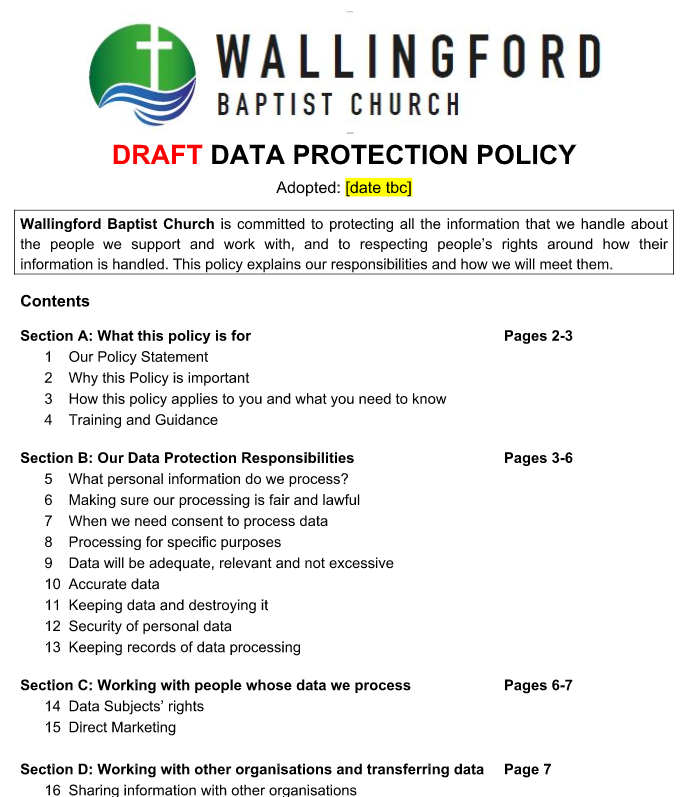 WALLINGFORD
BAPTIST CHURCH
DRAFT DATA PROTECTION POLICY
Adopted: [date tbc]
Wallingford Baptist Church is committed to protecting all the information that we handle about
the people we support and work with, and to respecting people’s rights around how their
information is handled. This policy explains our responsibilities and how we will meet them.
Contents
Section A: What this policy is for Pages 2-3
1 Our Policy Statement
2 Why this Policy is important
3 How this policy applies to you and what you need to know
4 Training and Guidance
Section B: Our Data Protection Responsibilities Pages 3-6
5 What personal information do we process?
6 Making sure our processing is fair and lawful
7 When we need consent to process data
8 Processing for specific purposes
9 Data will be adequate, relevant and not excessive
10 Accurate data
11 Keeping data and destroying it
12 Security of personal data
13 Keeping records of data processing
Section C: Working with people whose data we process Pages 6-7
14 Data Subjects’ rights
15 Direct Marketing
Section D: Working with other organisations and transferring data Page 7
16 Sharing information with other organisations